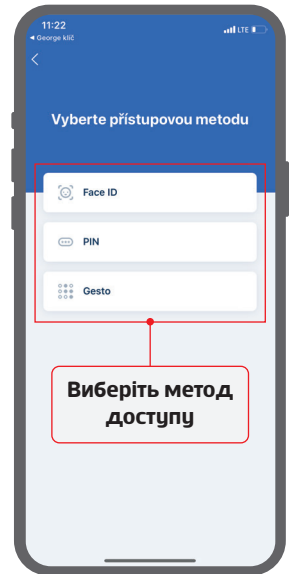 11:22
LTE
◄ George klíč
Vyberte přístupovou metodu
Face ID
PIN
Gesto
Виберіть метод
доступу